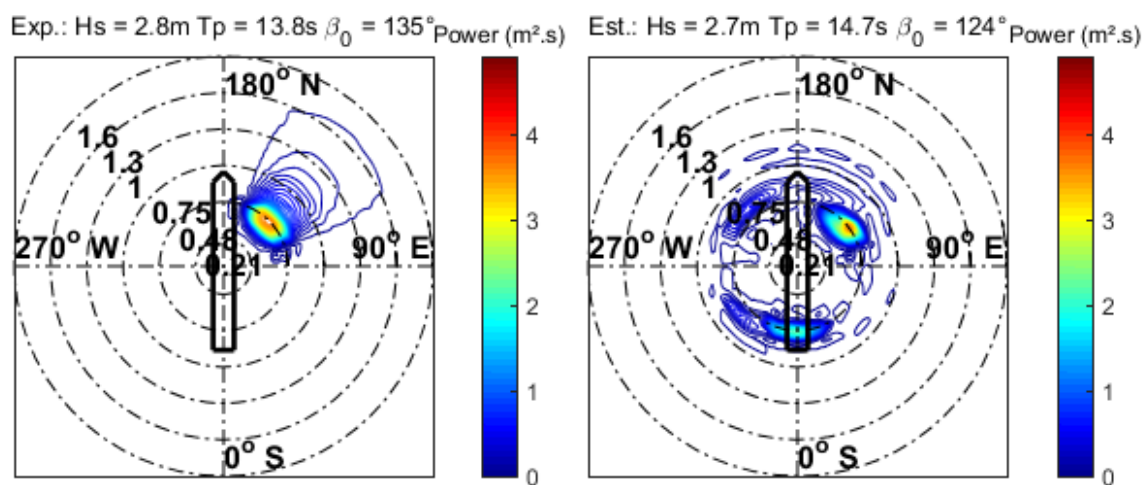 Exp.: Hs = 2.8m Tp = 13.8s β₀ = 135° Power (m².s)
180° N
1.6
1.3
1
0.75
0.48
0.21
270° W
90° E
0° S
4
3
2
1
0
Est.: Hs = 2.7m Tp = 14.7s β₀ = 124° Power (m².s)
180° N
1.6
1.3
1
0.75
0.48
0.21
270° W
90° E
0° S
4
3
2
1
0